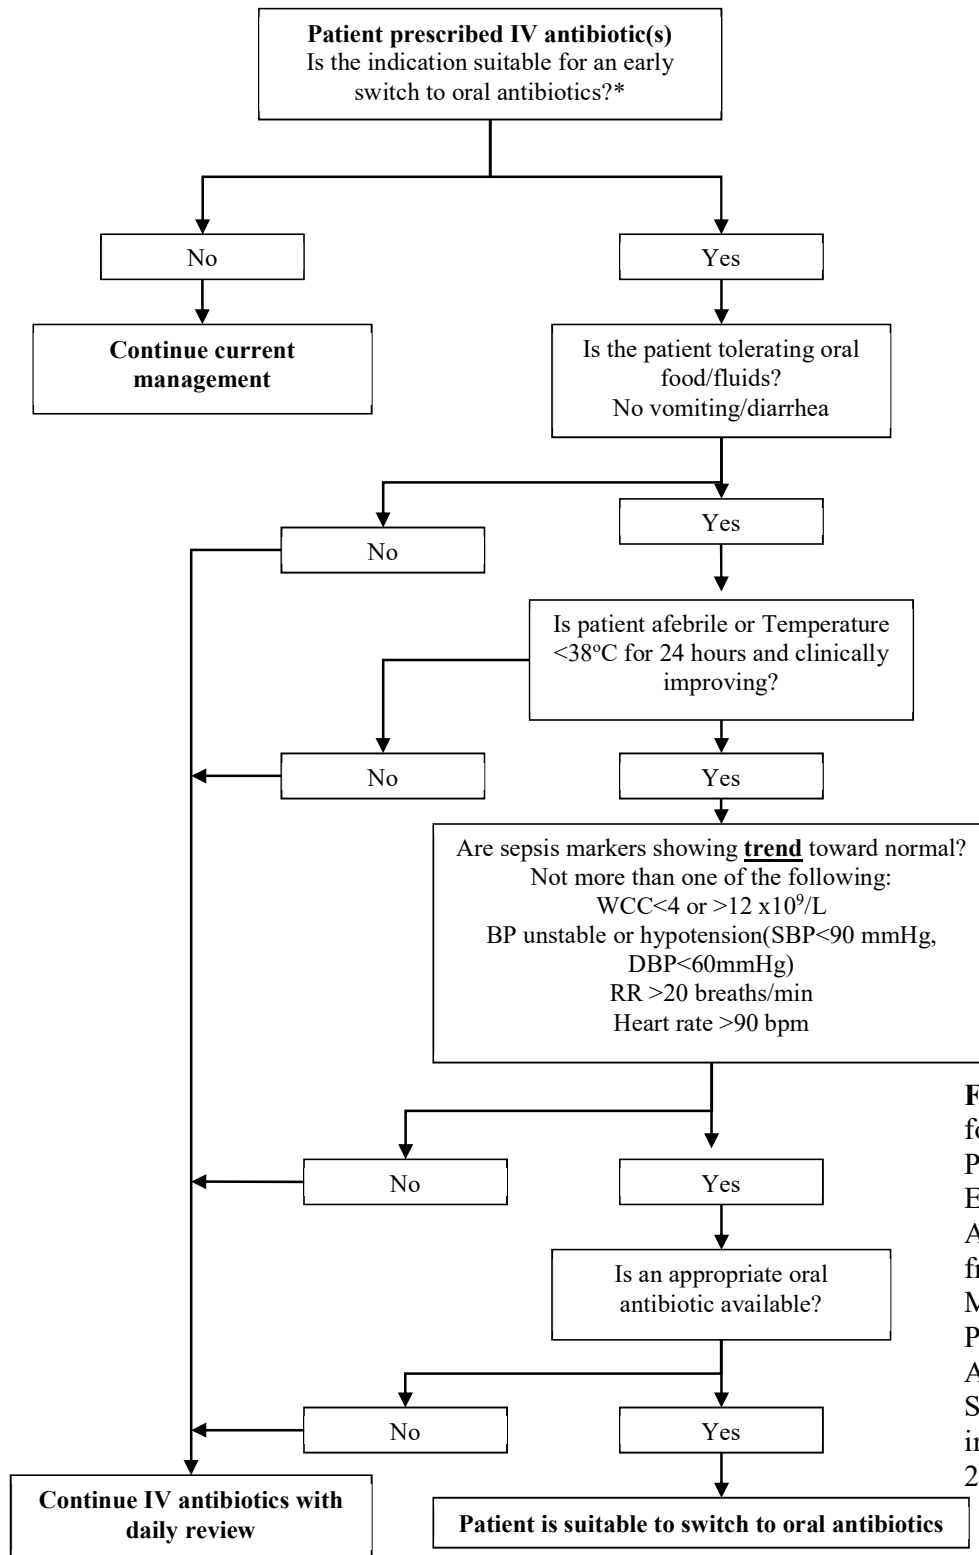 Patient prescribed IV antibiotic(s)
Is the indication suitable for an early
switch to oral antibiotics?*
No
Yes
Continue current
management
Is the patient tolerating oral
food/fluids?
No vomiting/diarrhea
Yes
No
Is patient afebrile or Temperature
<38°C for 24 hours and clinically
improving?
No
Yes
Are sepsis markers showing trend toward normal?
Not more than one of the following:
WCC<4 or >12 x10⁹/L
BP unstable or hypotension(SBP<90 mmHg,
DBP<60mmHg)
RR >20 breaths/min
Heart rate >90 bpm
No
Yes
Is an appropriate oral
antibiotic available?
No
Yes
Continue IV antibiotics with
daily review
Patient is suitable to switch to oral antibiotics